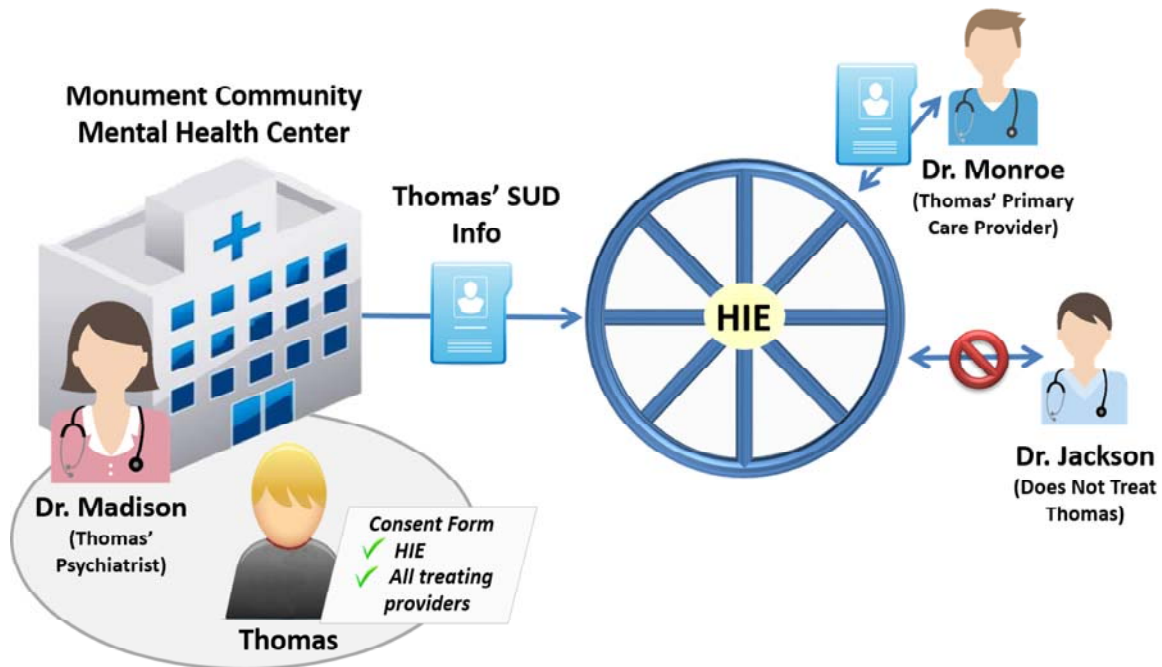 Monument Community
Mental Health Center
Thomas' SUD
Info
HIE
Dr. Monroe
(Thomas' Primary
Care Provider)
Dr. Jackson
(Does Not Treat
Thomas)
Dr. Madison
(Thomas'
Psychiatrist)
Consent Form
HIE
All treating
providers
Thomas